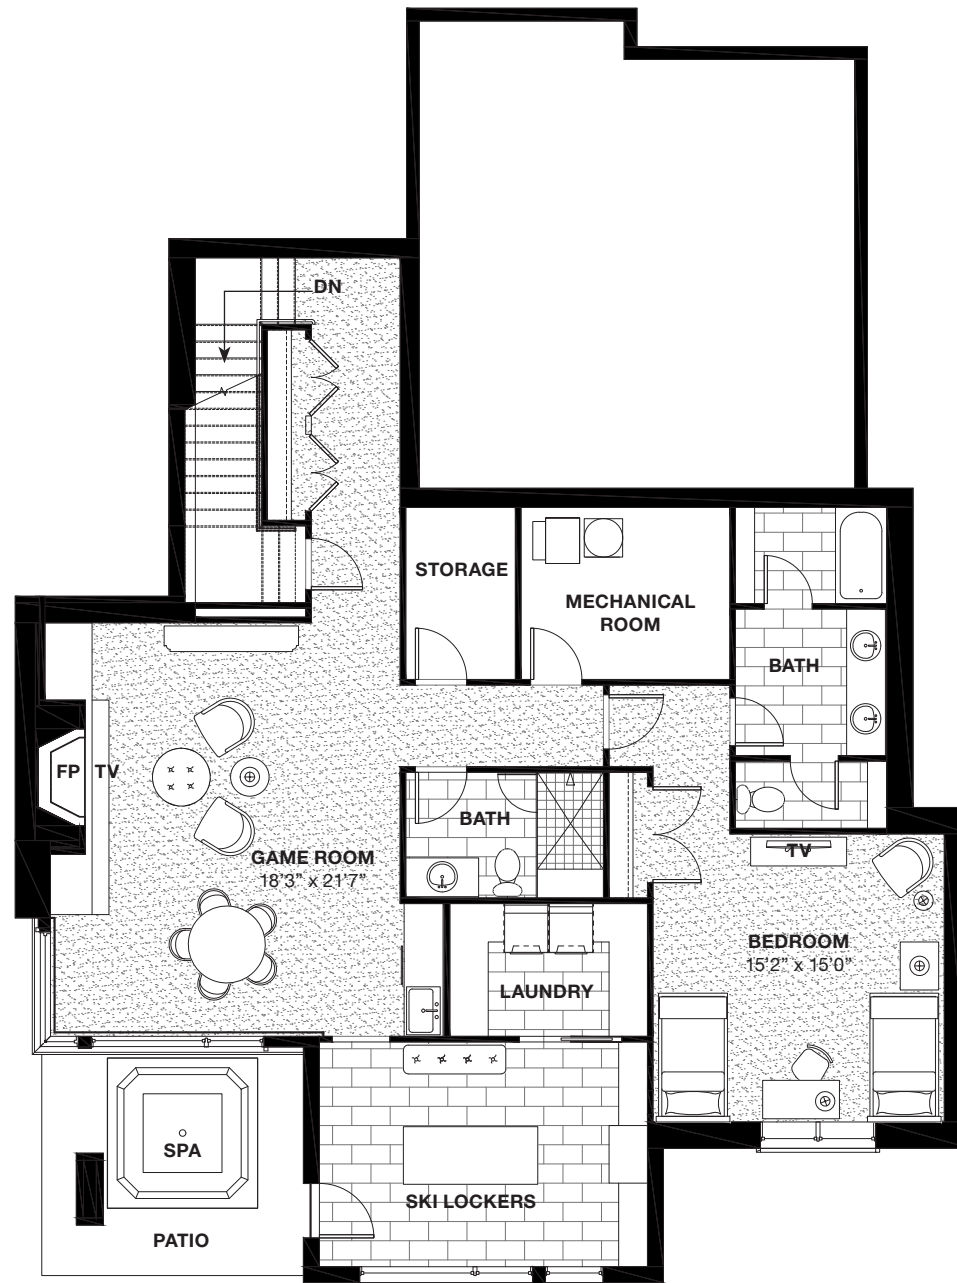 DN
STORAGE
MECHANICAL
ROOM
BATH
FP
TV
BATH
GAME ROOM
18'3" x 21'7"
TV
BEDROOM
15'2" x 15'0"
LAUNDRY
SPA
SKI LOCKERS
PATIO